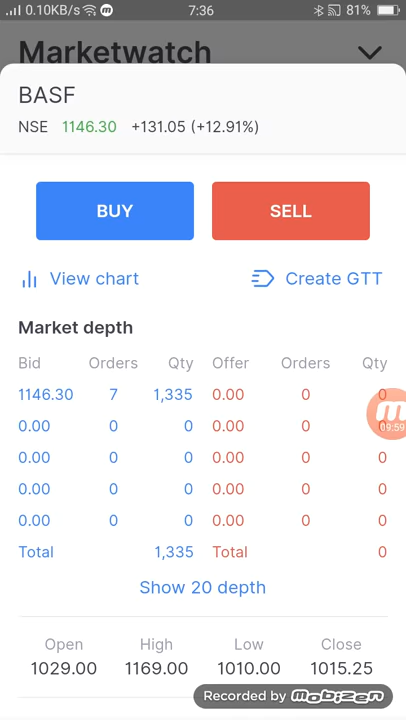 0.10KB/s 7:36 81%
Marketwatch
BASF
NSE 1146.30 +131.05 (+12.91%)
BUY SELL
View chart Create GTT
Market depth
Bid Orders Qty Offer Orders Qty
1146.30 7 1,335 0.00 0 0
0.00 0 0 0.00 0 0
09:59
0.00 0 0 0.00 0 0
0.00 0 0 0.00 0 0
0.00 0 0 0.00 0 0
Total 1,335 Total 0
Show 20 depth
Open High Low Close
1029.00 1169.00 1010.00 1015.25
Recorded by mobizen